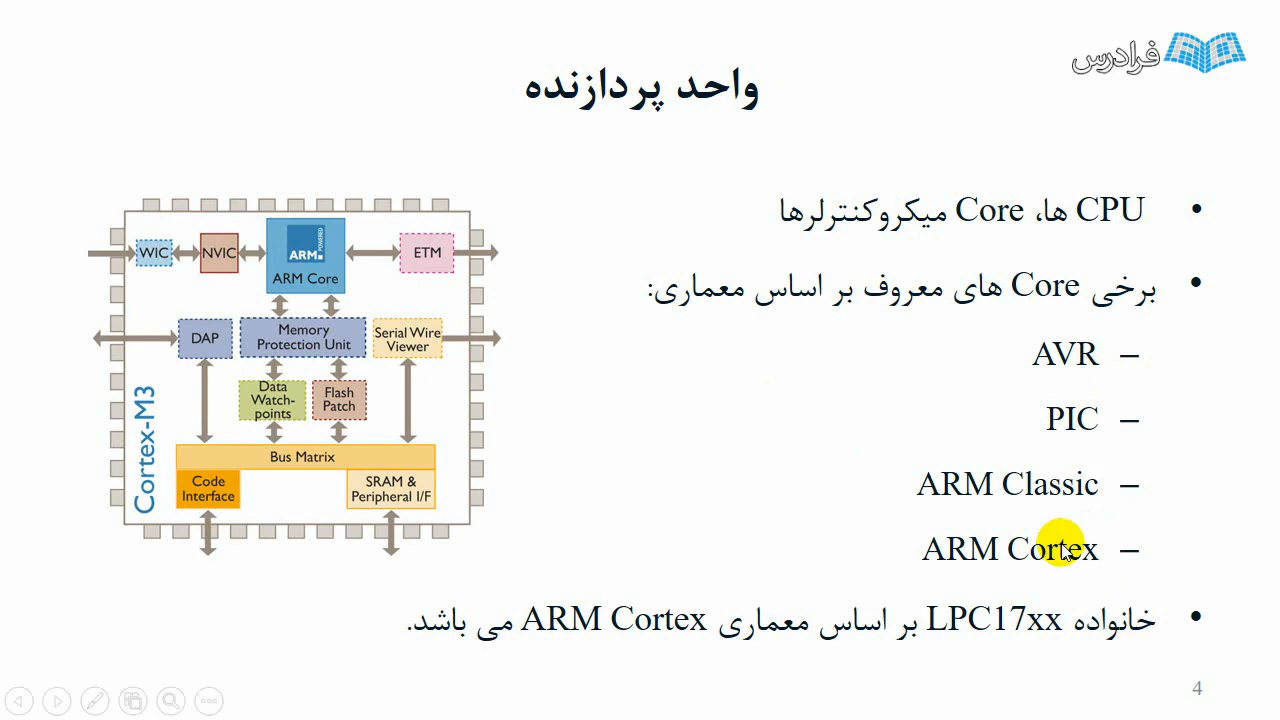 فرادرس
واحد پردازنده
CPU ها، Core میکروکنترلرها
برخی Core های معروف بر اساس معماری:
– AVR
– PIC
– ARM Classic
– ARM Cortex
خانواده LPC17xx بر اساس معماری ARM Cortex می باشد.
WIC
NVIC
ARM POWERED
ARM Core
ETM
DAP
Memory
Protection Unit
Serial Wire
Viewer
Data
Watch-
points
Flash
Patch
Cortex-M3
Bus Matrix
Code
Interface
SRAM &
Peripheral I/F
4